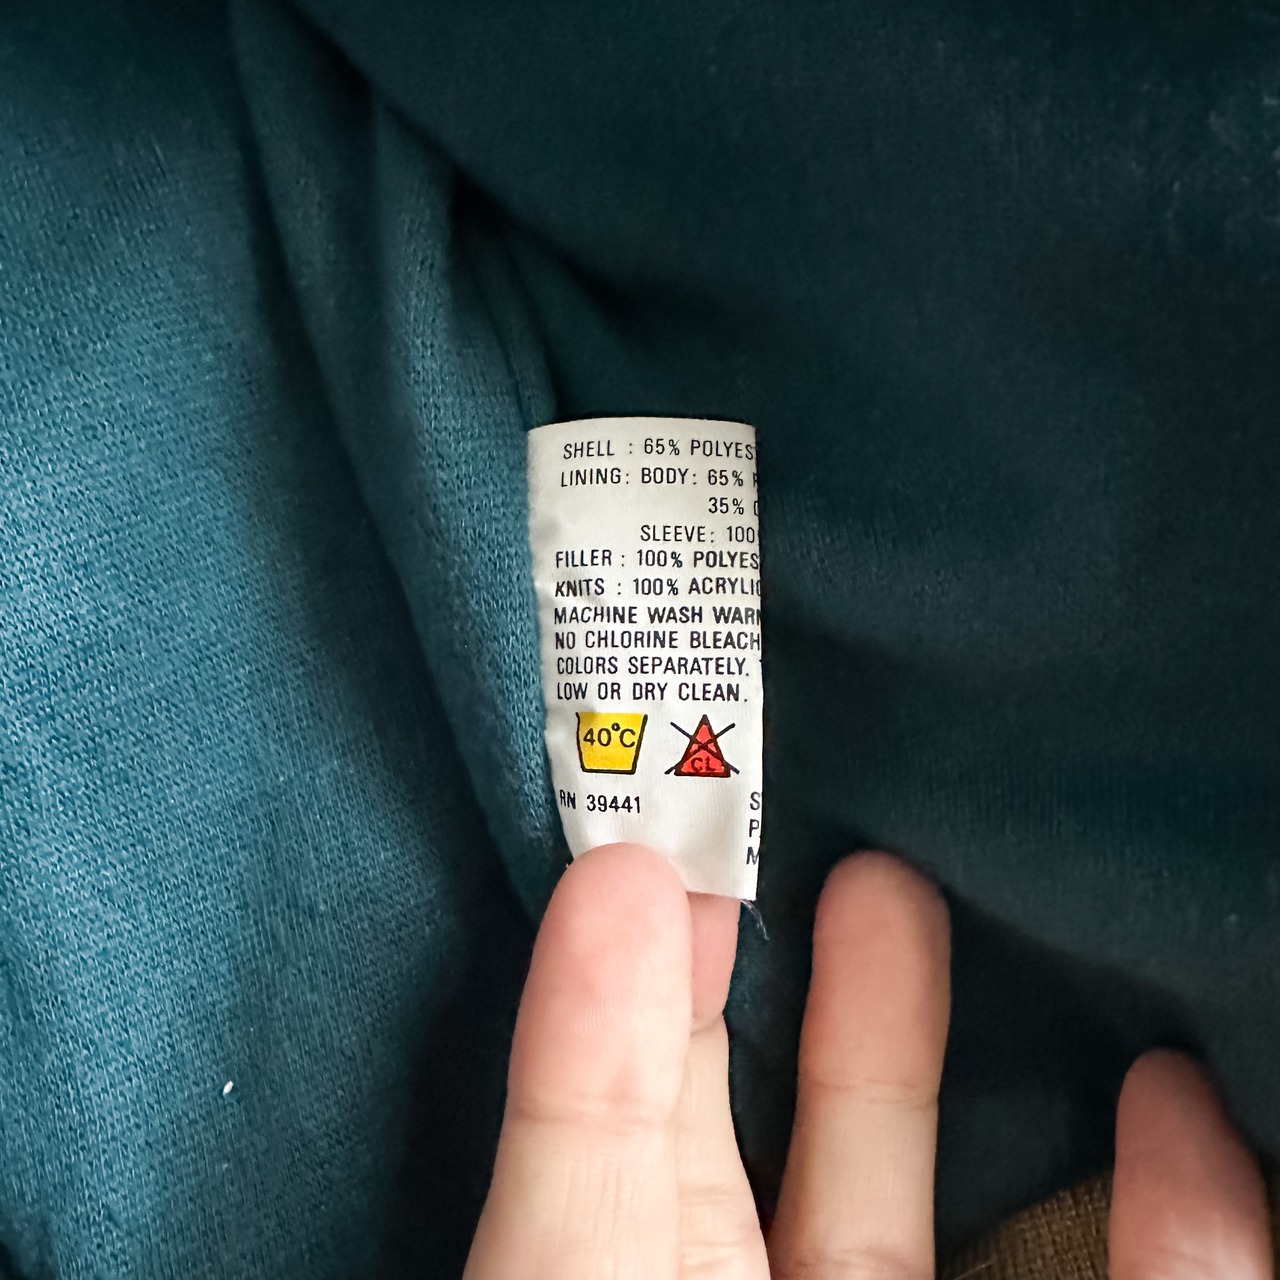 SHELL : 65% POLYEST
LINING: BODY: 65%
35%
SLEEVE: 100
FILLER : 100% POLYES
KNITS : 100% ACRYLIC
MACHINE WASH WARM
NO CHLORINE BLEACH
COLORS SEPARATELY.
LOW OR DRY CLEAN.
40°C
CL
RN 39441